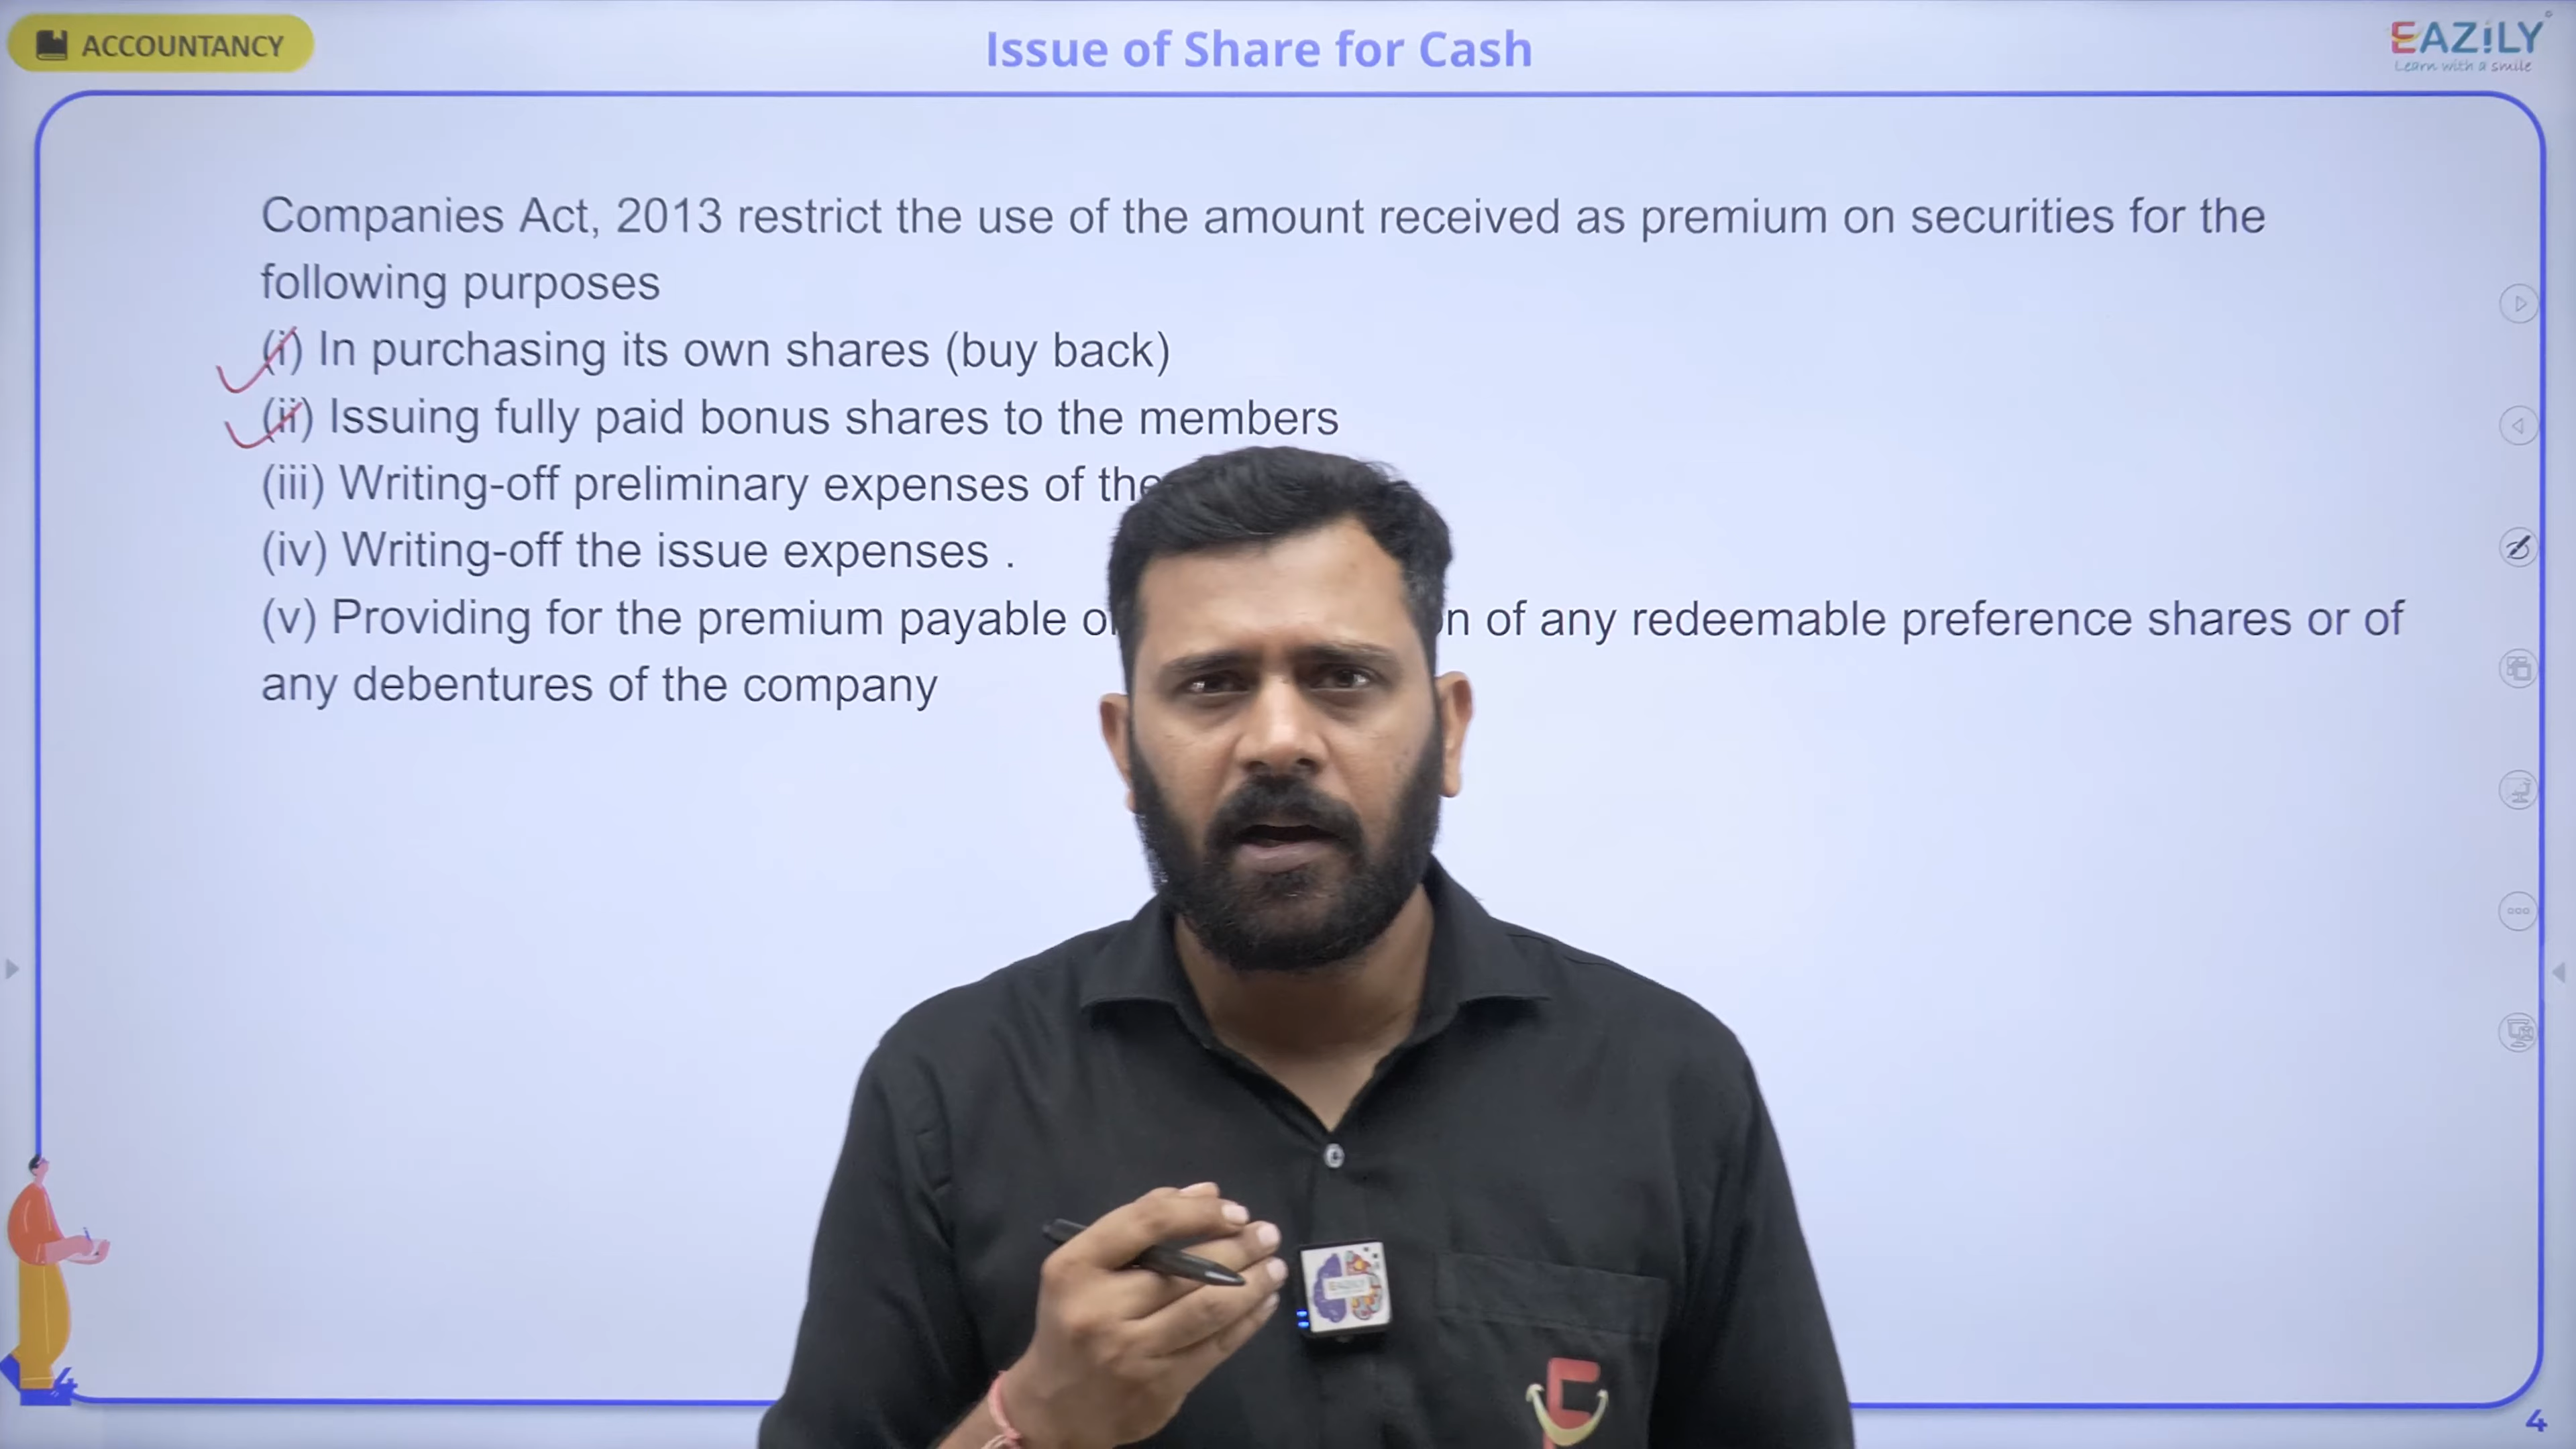 ACCOUNTANCY
Issue of Share for Cash
EAZiLY
Learn with a smile
Companies Act, 2013 restrict the use of the amount received as premium on securities for the
following purposes
(i) In purchasing its own shares (buy back)
(ii) Issuing fully paid bonus shares to the members
(iii) Writing-off preliminary expenses of the
(iv) Writing-off the issue expenses .
(v) Providing for the premium payable of any redeemable preference shares or of
any debentures of the company
EAZiLY
4
4